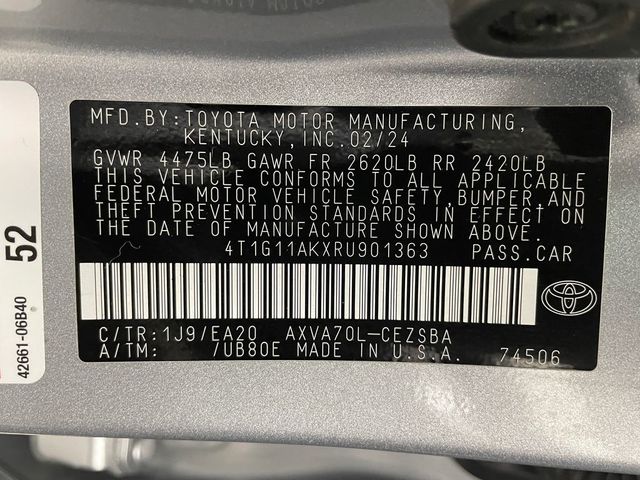 MFD.BY:TOYOTA MOTOR MANUFACTURING,
KENTUCKY,INC.02/24
GVWR 4475LB GAWR FR 2620LB RR 2420LB
THIS VEHICLE CONFORMS TO ALL APPLICABLE
FEDERAL MOTOR VEHICLE SAFETY,BUMPER,AND
THEFT PREVENTION STANDARDS IN EFFECT ON
THE DATE OF MANUFACTURE SHOWN ABOVE.
4T1G11AKXRU901363 PASS.CAR
C/TR:1J9/EA20 AXVA70L-CEZSBA
A/TM: /UB80E MADE IN U.S.A. 74506
52
42661-06B40